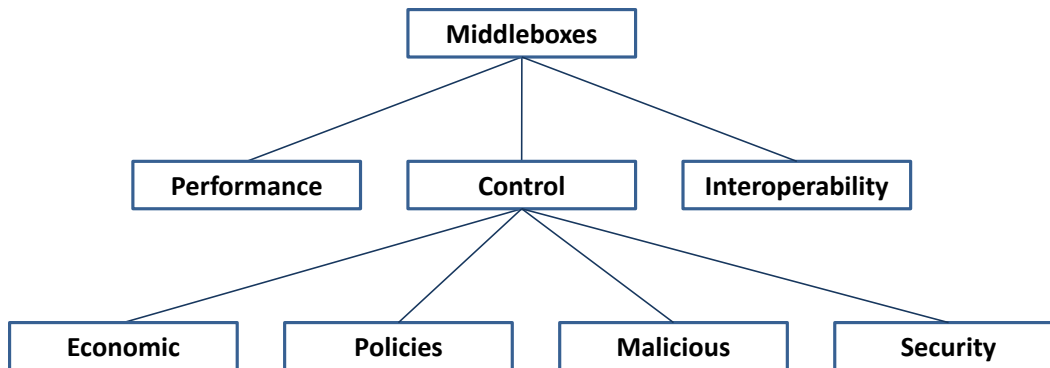 Middleboxes
Performance
Control
Interoperability
Economic
Policies
Malicious
Security